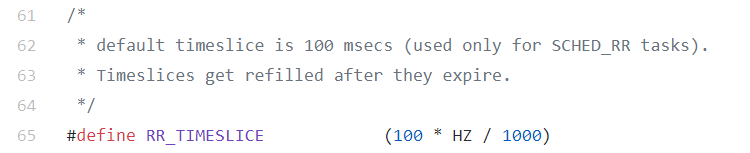 61 /*
62  * default timeslice is 100 msecs (used only for SCHED_RR tasks).
63  * Timeslices get refilled after they expire.
64  */
65 #define RR_TIMESLICE            (100 * HZ / 1000)